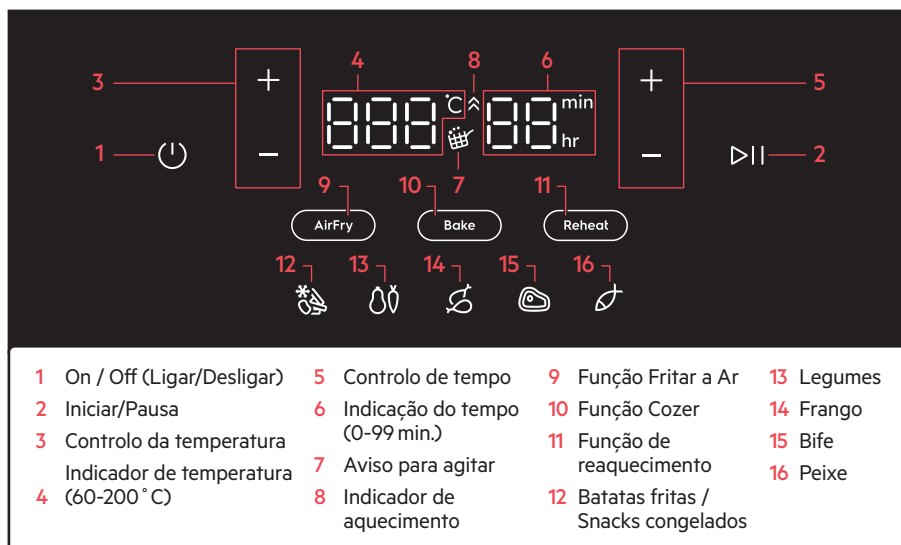 4
8
6
3
+
888
°C
88
min
+
5
1
−
hr
−
2
9
10
7
11
AirFry
Bake
Reheat
12
13
14
15
16
1 On / Off (Ligar/Desligar)
2 Iniciar/Pausa
3 Controlo da temperatura
Indicador de temperatura
4 (60-200˚C)
5 Controlo de tempo
6 Indicação do tempo
(0-99 min.)
7 Aviso para agitar
8 Indicador de
aquecimento
9 Função Fritar a Ar
10 Função Cozer
11 Função de
reaquecimento
12 Batatas fritas /
Snacks congelados
13 Legumes
14 Frango
15 Bife
16 Peixe